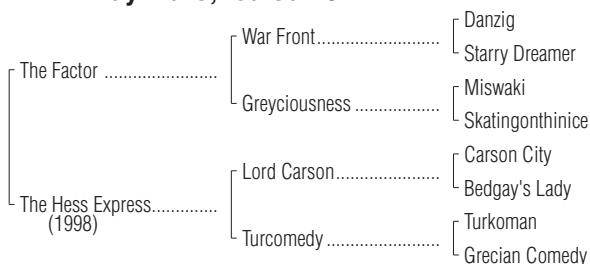 Danzig
War Front........................
Starry Dreamer
The Factor ......................
Miswaki
Greyciousness .................
Skatingonthinice
Carson City
Lord Carson.....................
Bedgay's Lady
The Hess Express.............
(1998)
Turkoman
Turcomedy ......................
Grecian Comedy